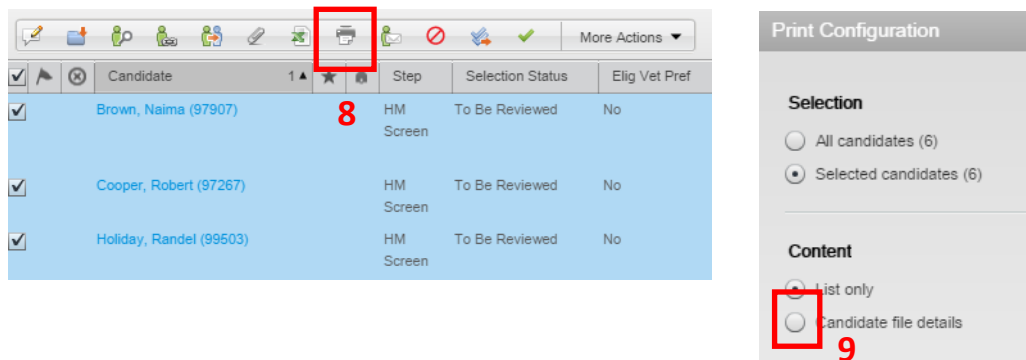 More Actions ▼
Candidate 1▲ Step Selection Status Elig Vet Pref
Brown, Naima (97907) HM Screen To Be Reviewed No
8
Cooper, Robert (97267) HM Screen To Be Reviewed No
Holiday, Randel (99503) HM Screen To Be Reviewed No
Print Configuration
Selection
All candidates (6)
Selected candidates (6)
Content
List only
Candidate file details
9